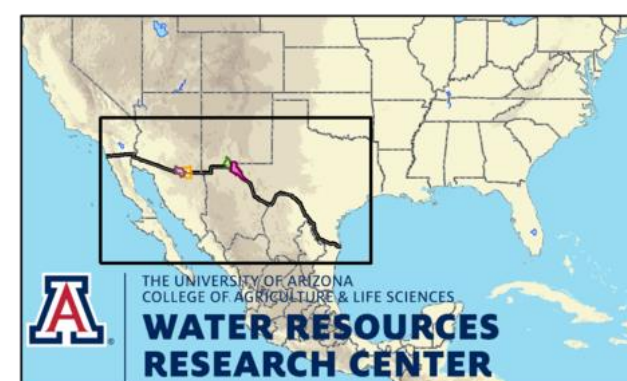 A
THE UNIVERSITY OF ARIZONA
COLLEGE OF AGRICULTURE & LIFE SCIENCES
WATER RESOURCES
RESEARCH CENTER